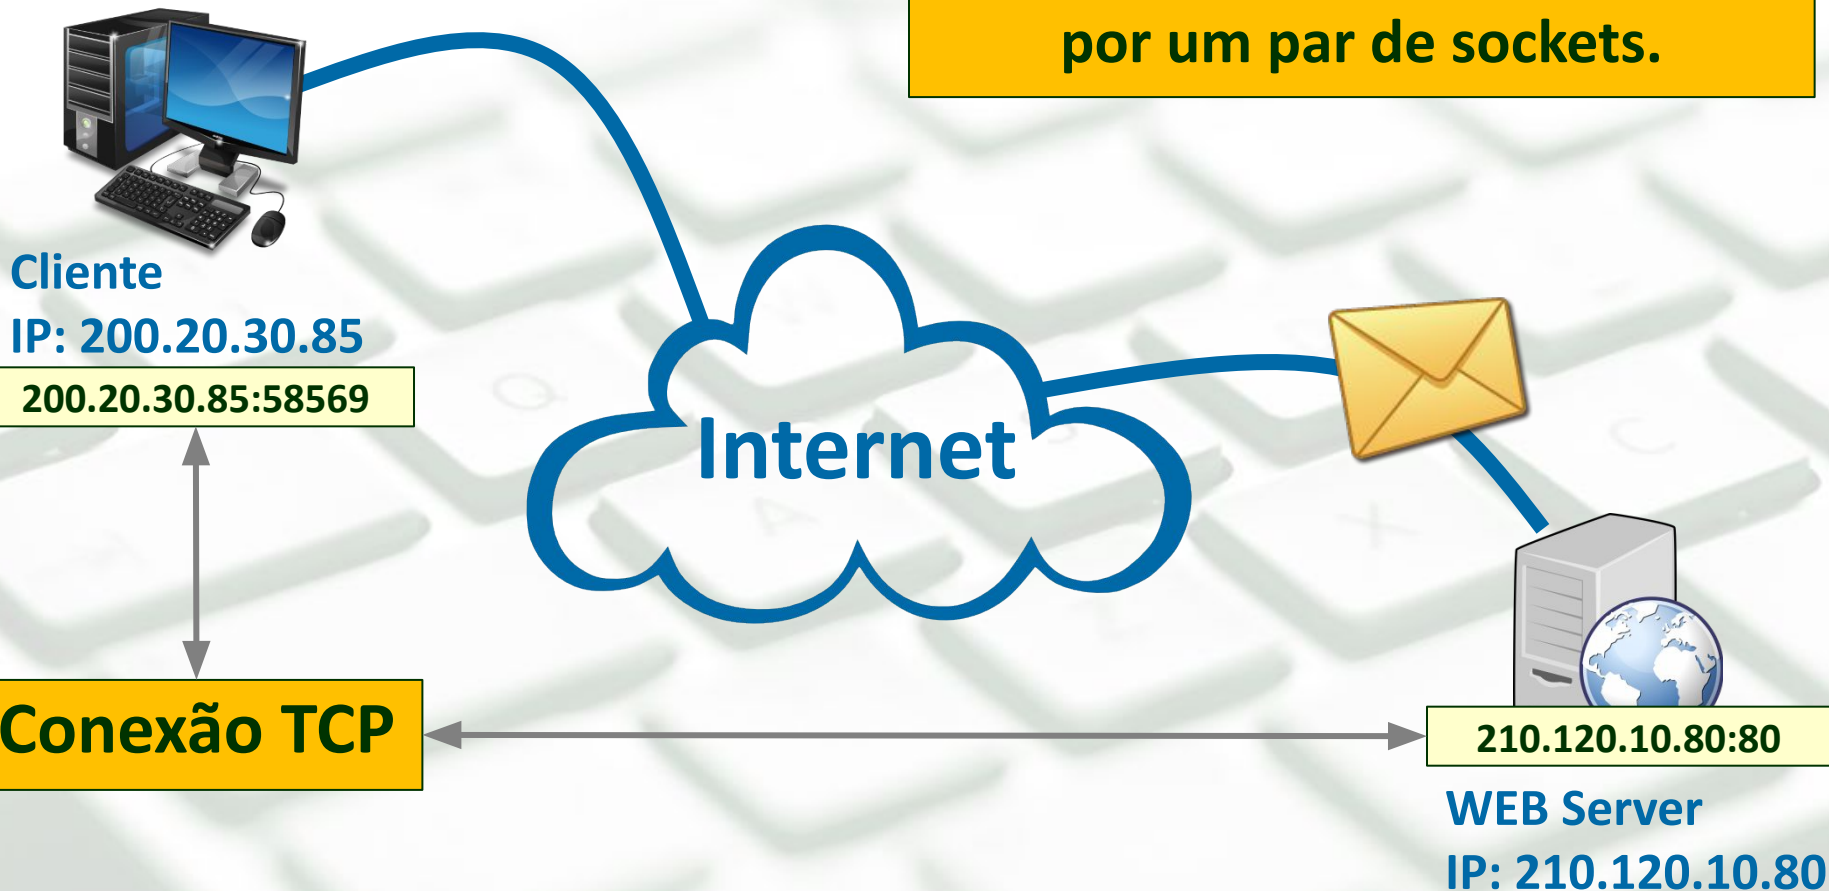 por um par de sockets.
Cliente
IP: 200.20.30.85
200.20.30.85:58569
Internet
Conexão TCP
210.120.10.80:80
WEB Server
IP: 210.120.10.80